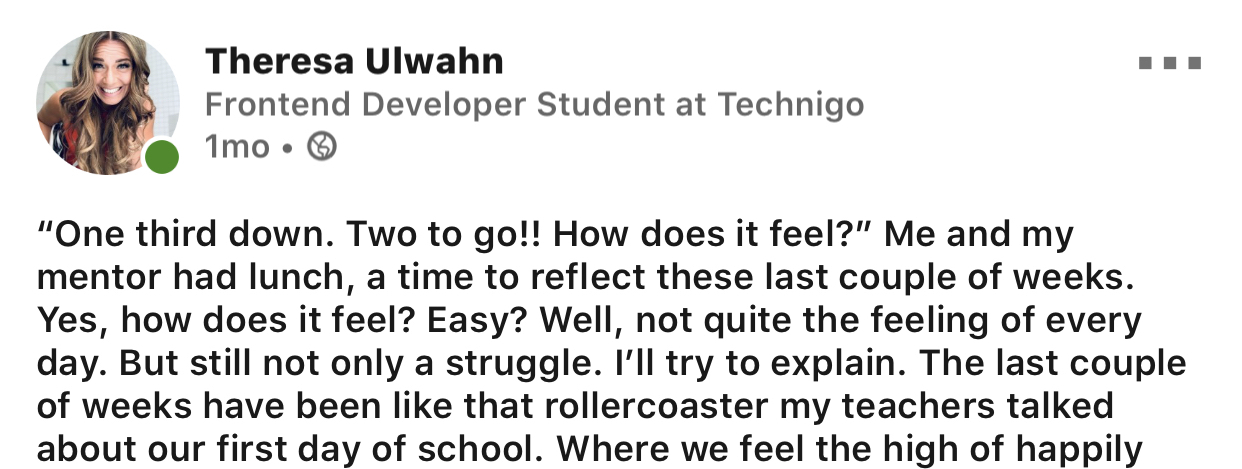 Theresa Ulwahn
Frontend Developer Student at Technigo
1mo •
“One third down. Two to go!! How does it feel?” Me and my
mentor had lunch, a time to reflect these last couple of weeks.
Yes, how does it feel? Easy? Well, not quite the feeling of every
day. But still not only a struggle. I’ll try to explain. The last couple
of weeks have been like that rollercoaster my teachers talked
about our first day of school. Where we feel the high of happily